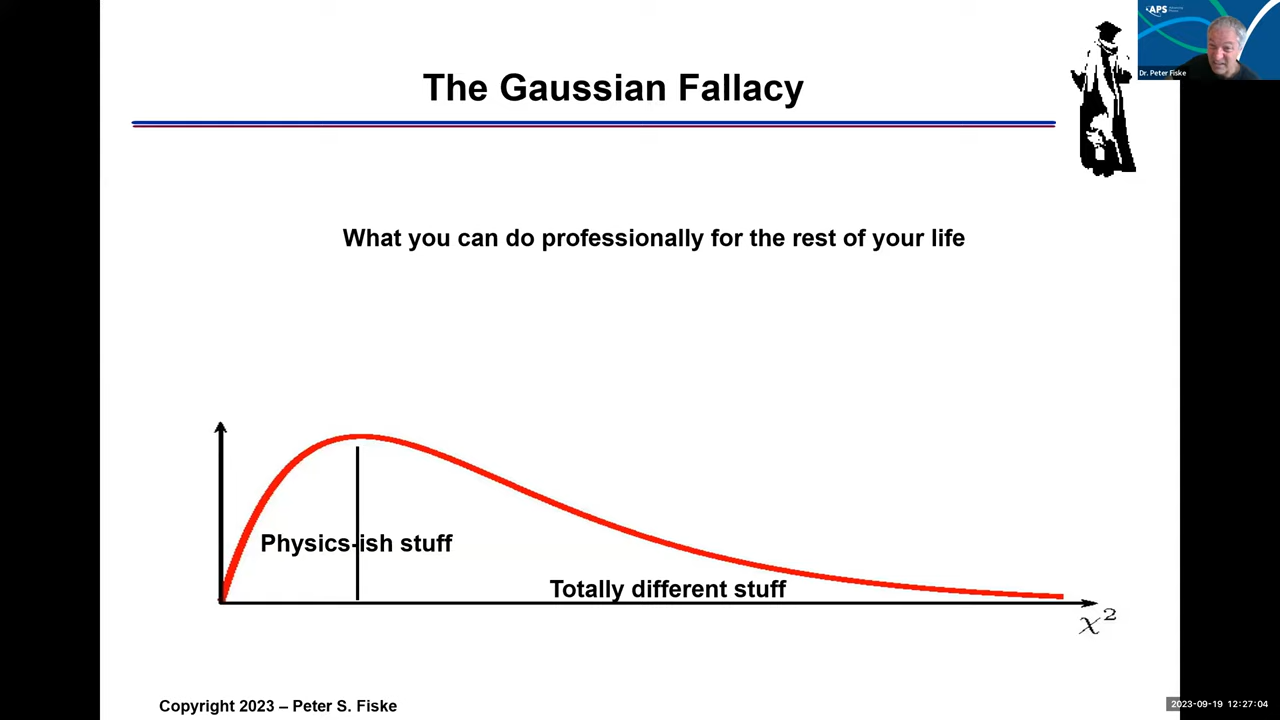 APS
Dr. Peter Fiske
The Gaussian Fallacy
What you can do professionally for the rest of your life
Physics-ish stuff
Totally different stuff
χ²
Copyright 2023 – Peter S. Fiske
2023-09-19 12:27:04